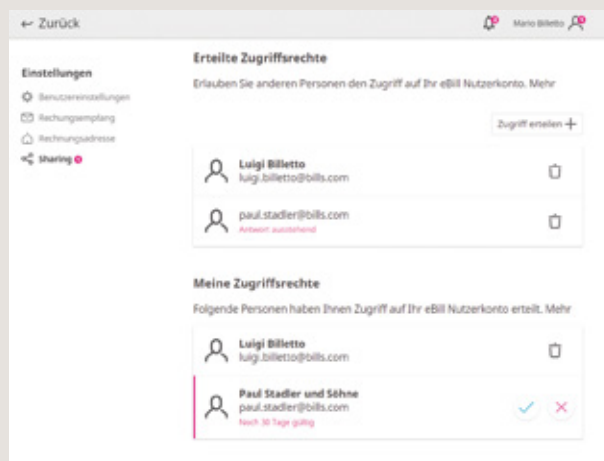 ← Zurück
Mario Billetto
Einstellungen
Benutzereinstellungen
Rechungsempfang
Rechnungsadresse
Sharing
Erteilte Zugriffsrechte
Erlauben Sie anderen Personen den Zugriff auf Ihr eBill Nutzerkonto. Mehr
Zugriff erteilen +
Luigi Billetto
luigi.billetto@bills.com
paul.stadler@bills.com
Antwort ausstehend
Meine Zugriffsrechte
Folgende Personen haben Ihnen Zugriff auf Ihr eBill Nutzerkonto erteilt. Mehr
Luigi Billetto
luigi.billetto@bills.com
Paul Stadler und Söhne
paul.stadler@bills.com
Noch 30 Tage gültig